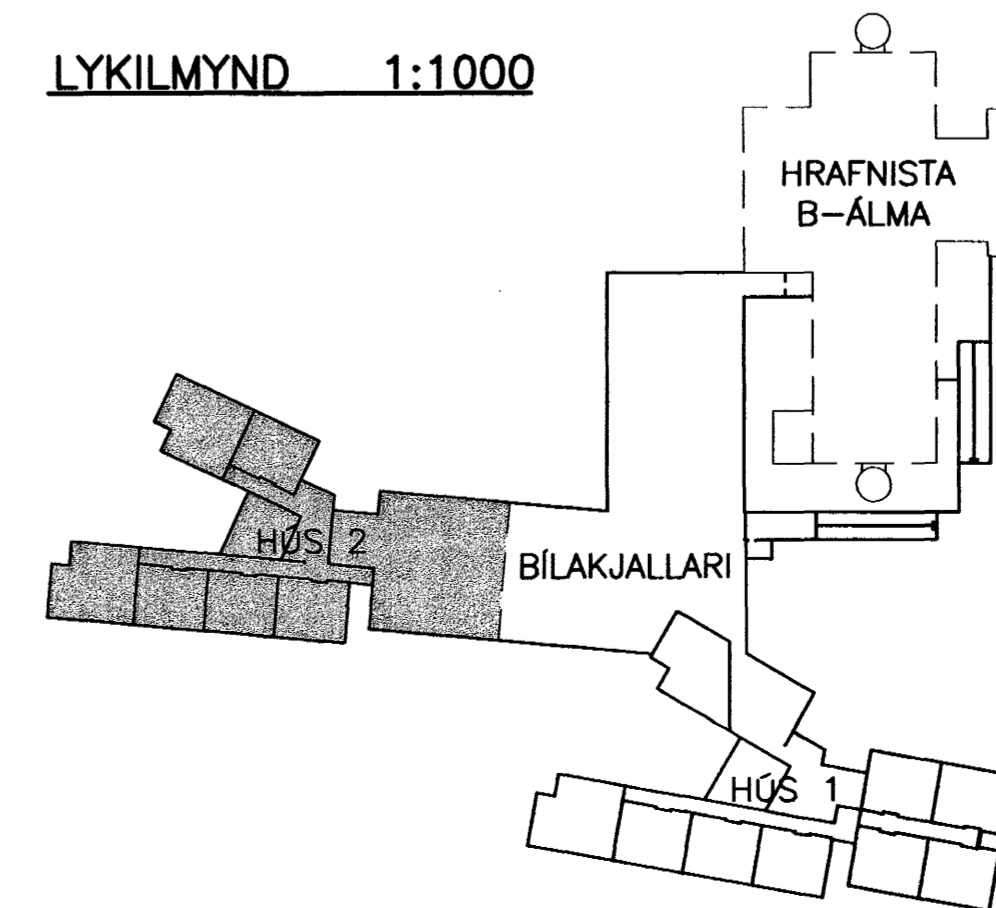 LYKILMYND 1:1000
HRAFNISTA
B-ÁLMA
HÚS 2
BÍLAKJALLARI
HÚS 1